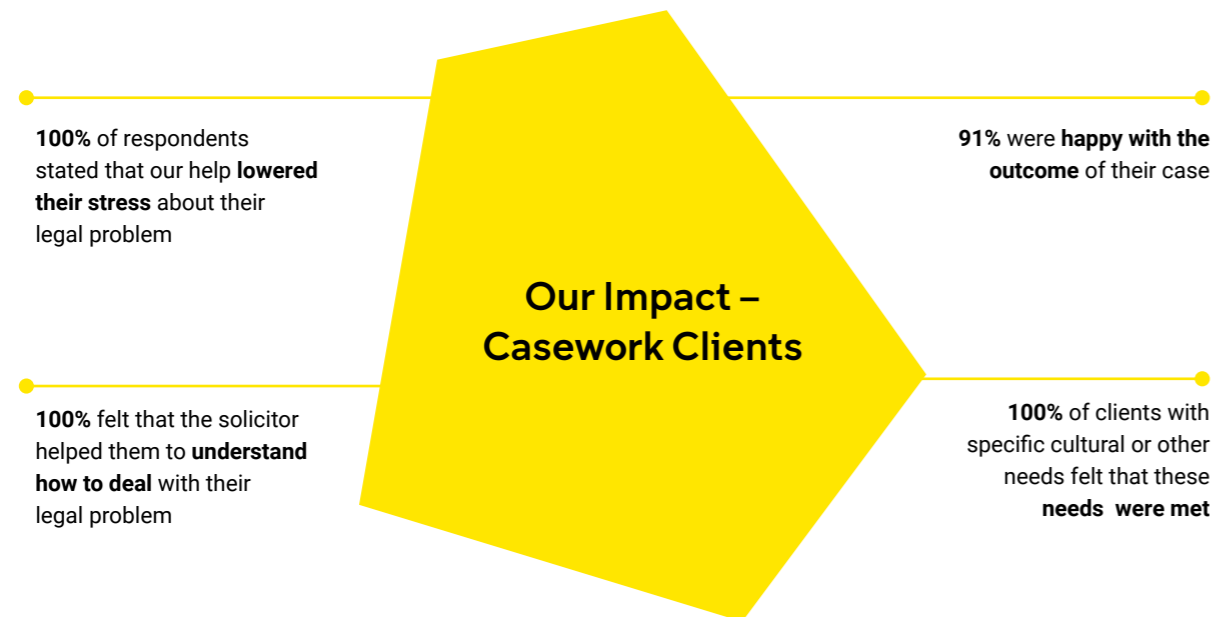 100% of respondents
stated that our help lowered
their stress about their
legal problem
91% were happy with the
outcome of their case
Our Impact –
Casework Clients
100% felt that the solicitor
helped them to understand
how to deal with their
legal problem
100% of clients with
specific cultural or other
needs felt that these
needs  were met